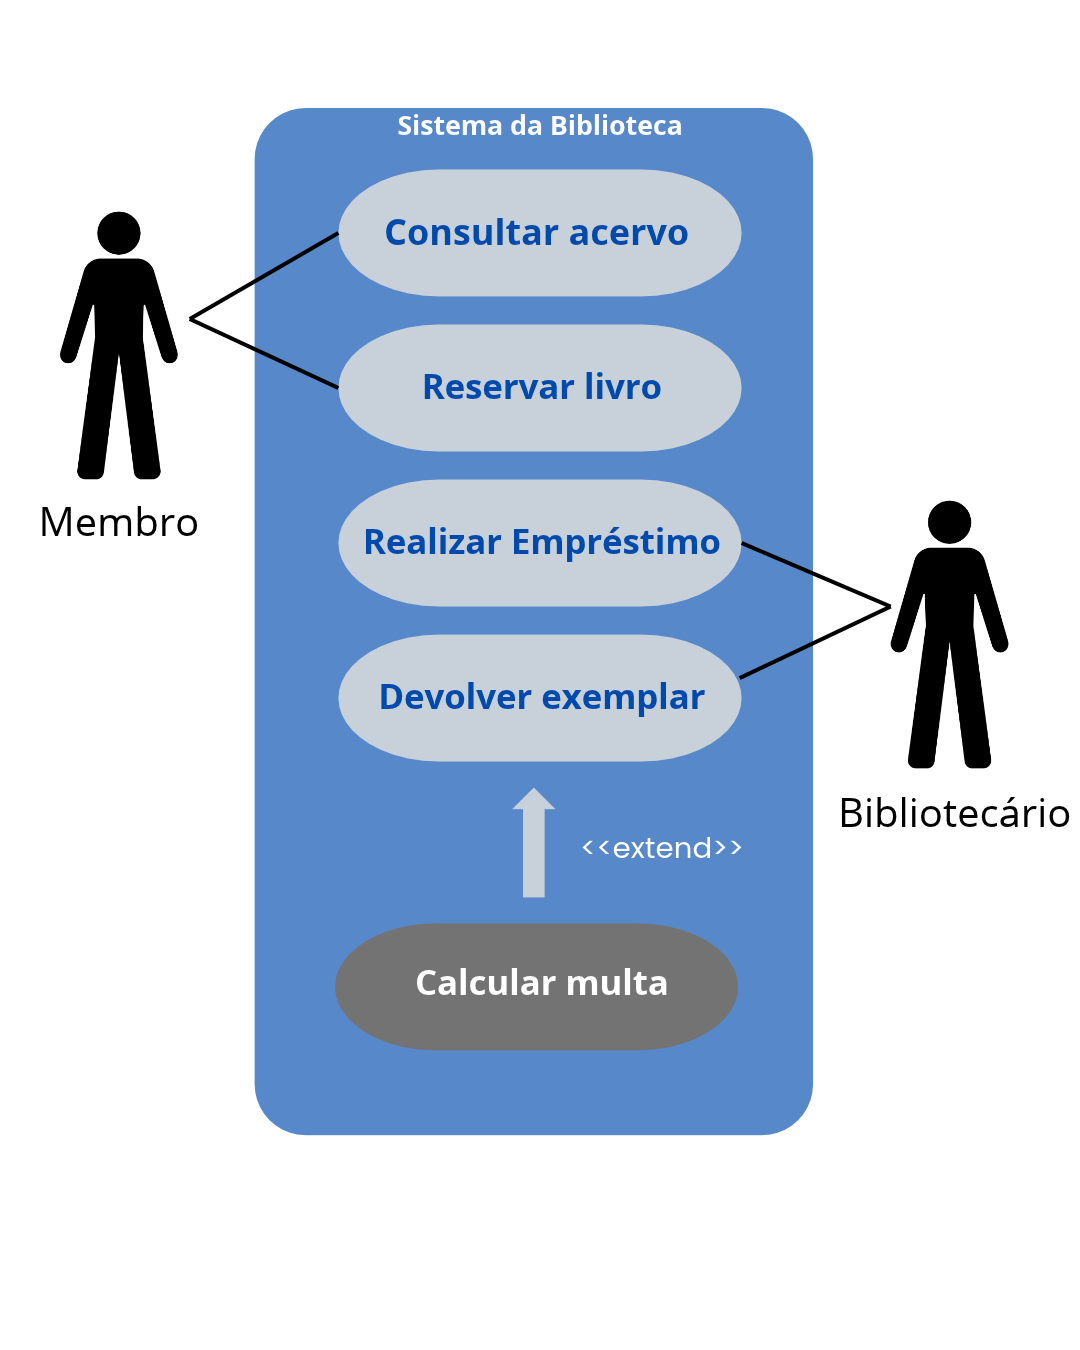 Sistema da Biblioteca
Consultar acervo
Reservar livro
Membro
Realizar Empréstimo
Devolver exemplar
Bibliotecário
<<extend>>
Calcular multa